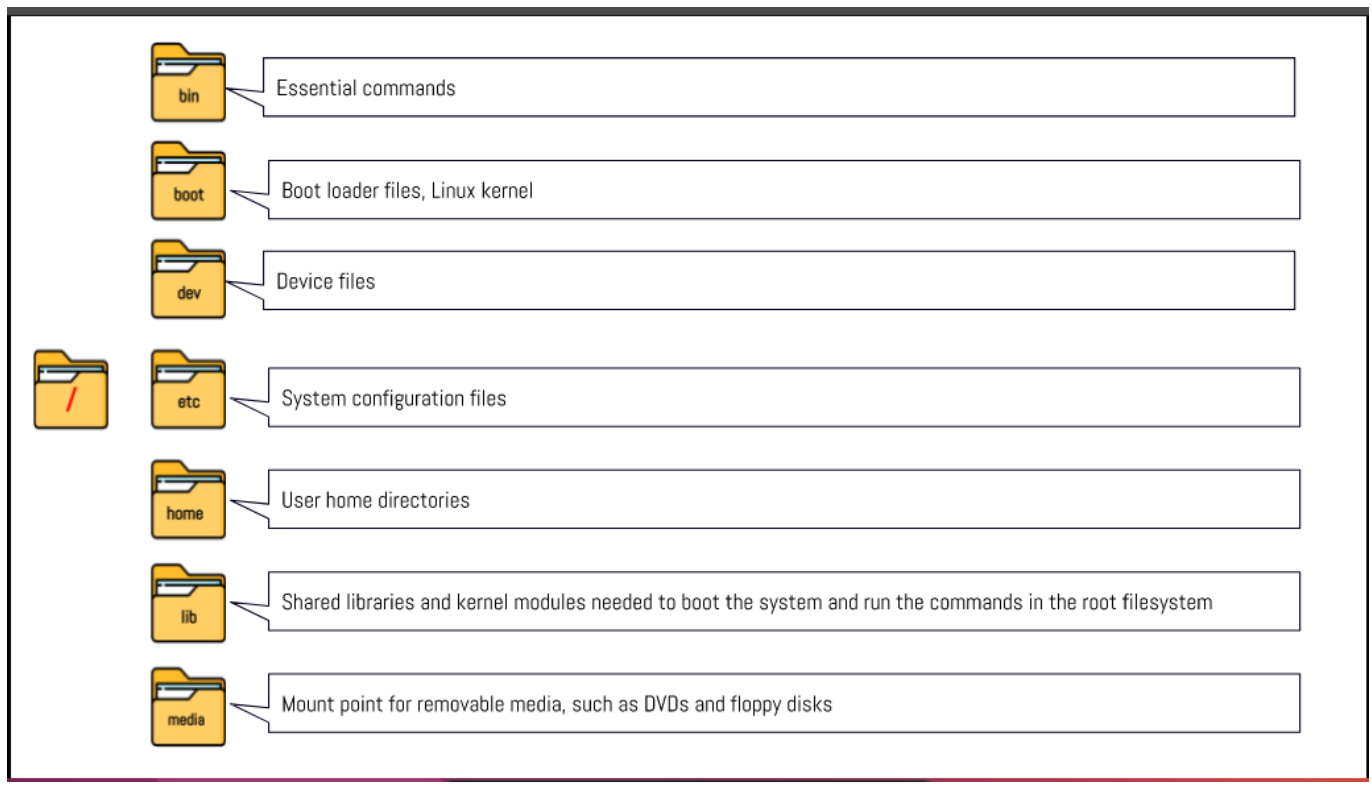 bin
Essential commands
boot
Boot loader files, Linux kernel
dev
Device files
/
etc
System configuration files
home
User home directories
lib
Shared libraries and kernel modules needed to boot the system and run the commands in the root filesystem
media
Mount point for removable media, such as DVDs and floppy disks